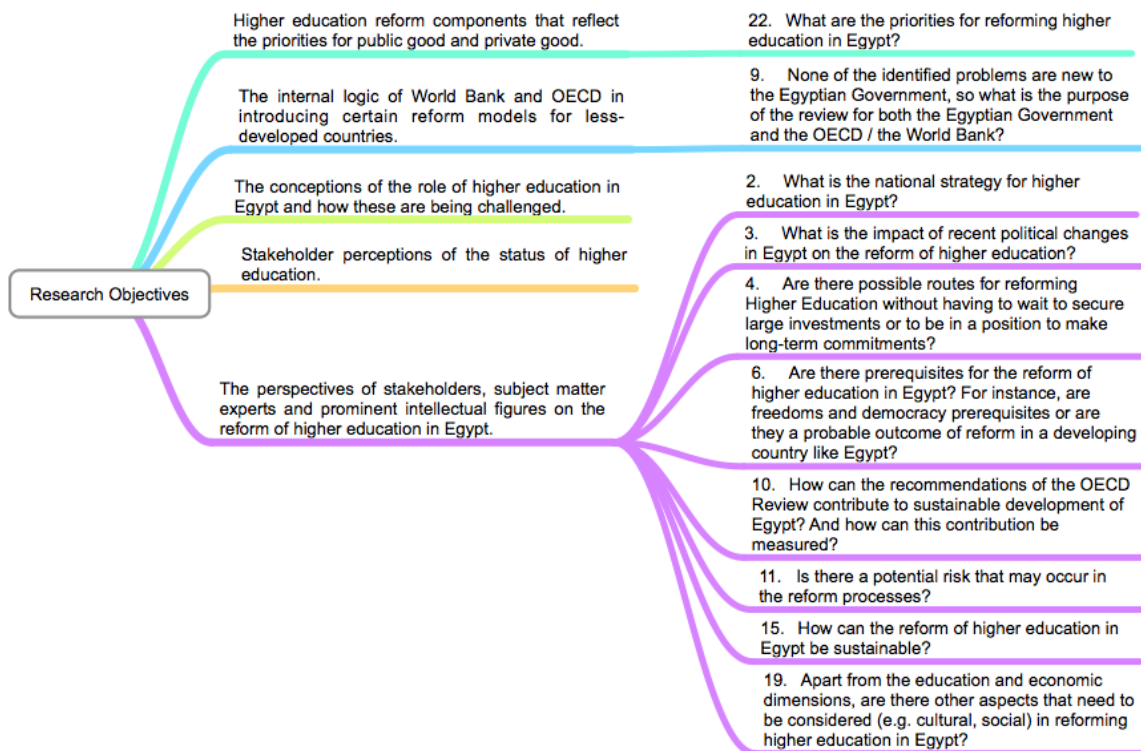 Higher education reform components that reflect
the priorities for public good and private good.
22. What are the priorities for reforming higher
education in Egypt?
The internal logic of World Bank and OECD in
introducing certain reform models for less-
developed countries.
9. None of the identified problems are new to
the Egyptian Government, so what is the purpose
of the review for both the Egyptian Government
and the OECD / the World Bank?
The conceptions of the role of higher education in
Egypt and how these are being challenged.
Stakeholder perceptions of the status of higher
education.
Research Objectives
The perspectives of stakeholders, subject matter
experts and prominent intellectual figures on the
reform of higher education in Egypt.
2. What is the national strategy for higher
education in Egypt?
3. What is the impact of recent political changes
in Egypt on the reform of higher education?
4. Are there possible routes for reforming
Higher Education without having to wait to secure
large investments or to be in a position to make
long-term commitments?
6. Are there prerequisites for the reform of
higher education in Egypt? For instance, are
freedoms and democracy prerequisites or are
they a probable outcome of reform in a developing
country like Egypt?
10. How can the recommendations of the OECD
Review contribute to sustainable development of
Egypt? And how can this contribution be
measured?
11. Is there a potential risk that may occur in
the reform processes?
15. How can the reform of higher education in
Egypt be sustainable?
19. Apart from the education and economic
dimensions, are there other aspects that need to
be considered (e.g. cultural, social) in reforming
higher education in Egypt?